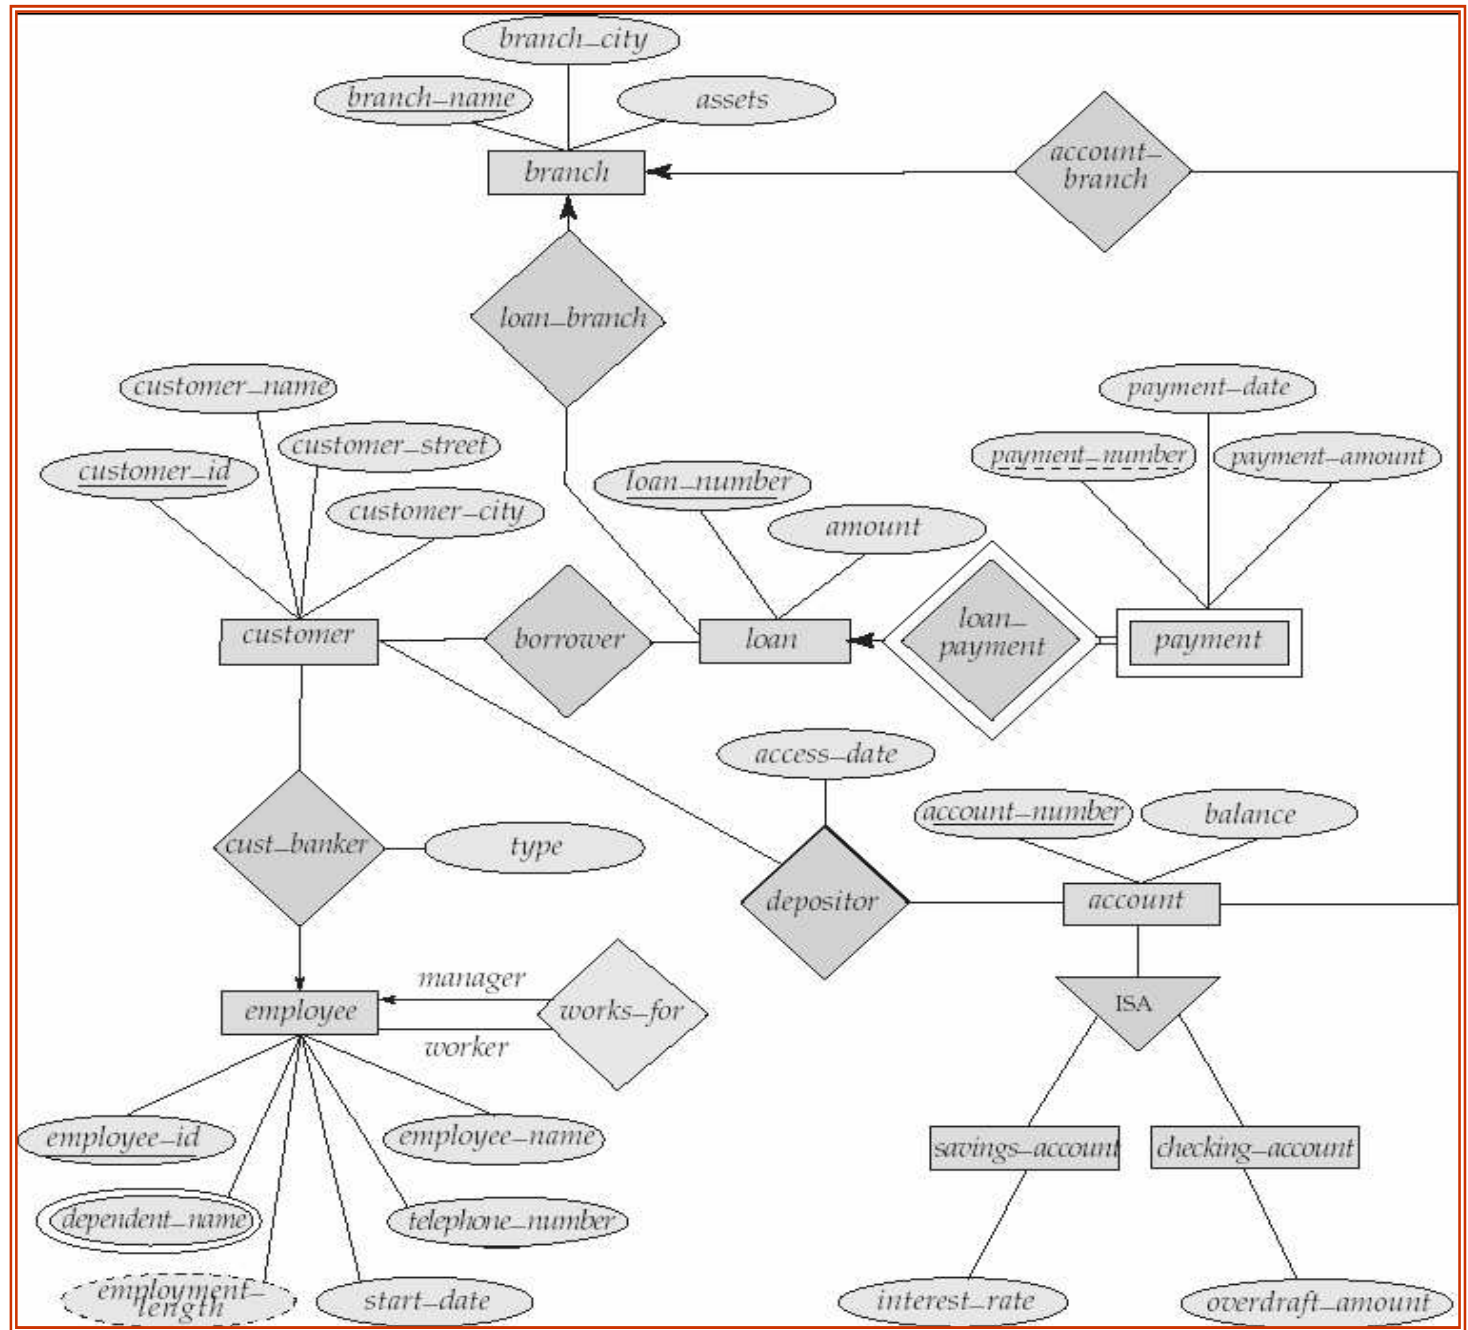 branch_city
branch_name
assets
branch
account_
branch
loan_branch
customer_name
payment_date
customer_street
payment_number
payment_amount
customer_id
loan_number
customer_city
amount
customer
borrower
loan
loan_
payment
payment
access_date
account_number
balance
cust_banker
type
depositor
account
manager
employee
works_for
ISA
worker
employee_id
employee_name
savings_account
checking_account
dependent_name
telephone_number
employment_
length
start_date
interest_rate
overdraft_amount